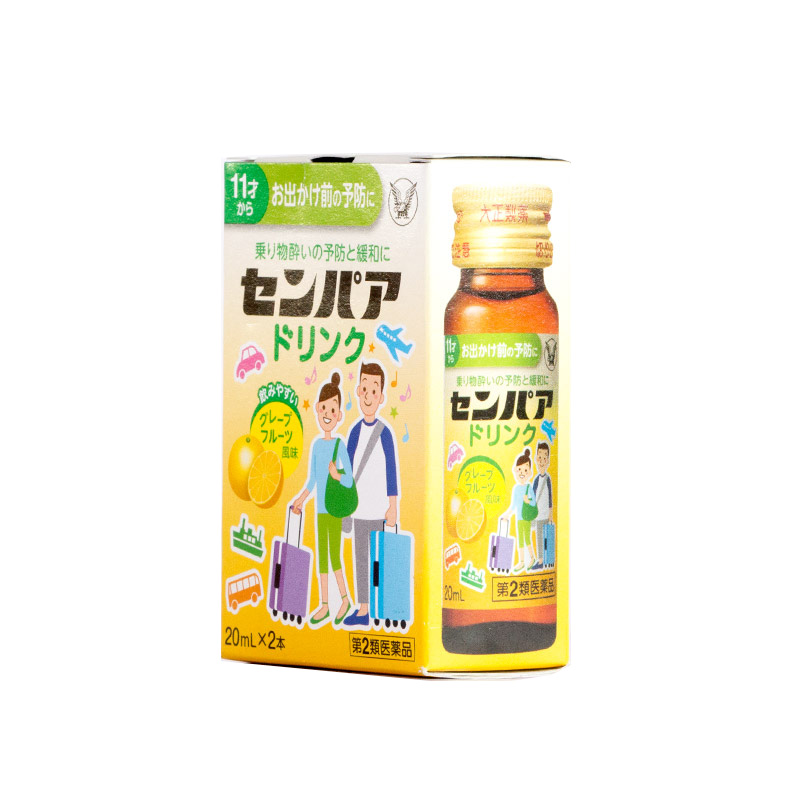 11才
から
お出かけ前の予防に
乗り物酔いの予防と緩和に
センパア
ドリンク
飲みやすい
グレープ
フルーツ
風味
20mL×2本
第2類医薬品
大正製薬
11才
から
お出かけ前の予防に
乗り物酔いの予防と緩和に
センパア
ドリンク
グレープ
フルーツ
風味
第2類医薬品
20mL